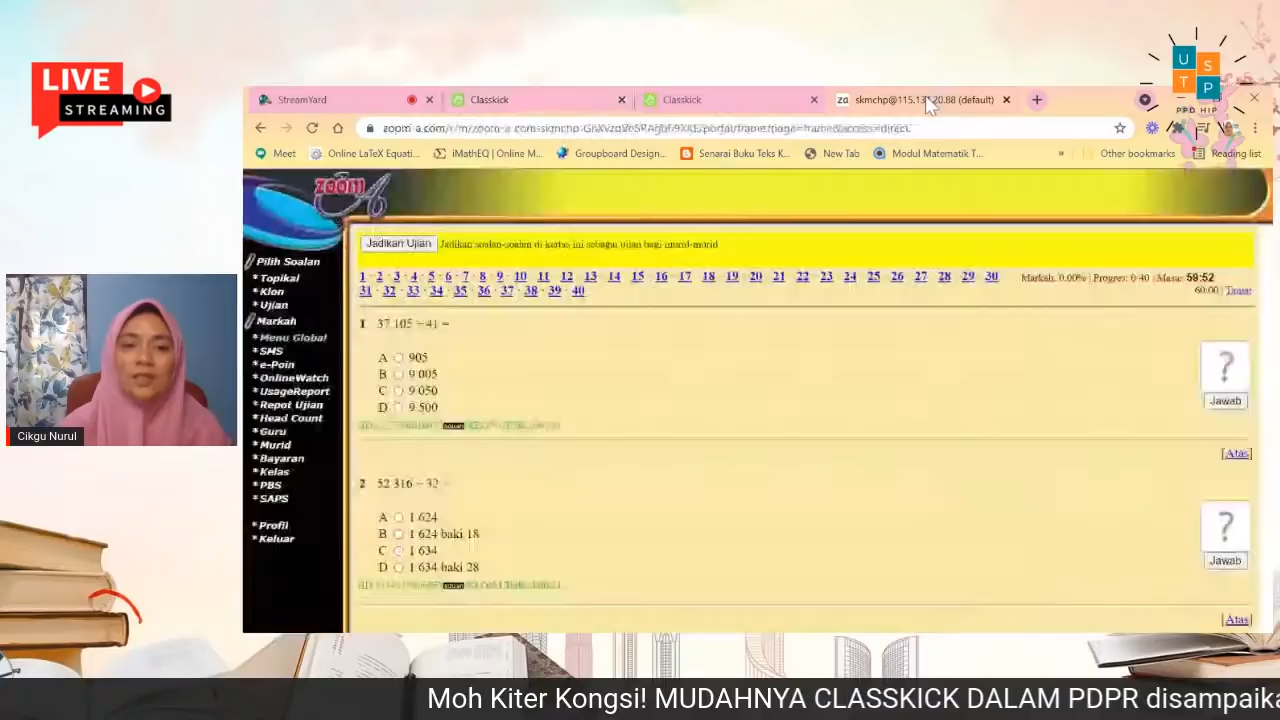 LIVE
STREAMING
U S
T P
PPD HIP
StreamYard
Classkick
Classkick
za skmchp@115.13 .20.88 (default)
Meet
Online LaTeX Equati...
iMathEQ | Online M...
Groupboard Design...
Senarai Buku Teks K...
New Tab
Modul Matematik T...
»
Other bookmarks
Reading list
zoom A
Jadikan Ujian Jadikan soalan-soalan di kertas ini sebagai ujian bagi murid-murid
Pilih Soalan
* Topikal
* Klon
* Ujian
Markah
* Menu Global
* SMS
* e-Poin
* OnlineWatch
* UsageReport
* Repot Ujian
* Head Count
* Guru
* Murid
* Bayaran
* Kelas
* PBS
* SAPS
* Profil
* Keluar
1 · 2 · 3 · 4 · 5 · 6 · 7 · 8 · 9 · 10 · 11 · 12 · 13 · 14 · 15 · 16 · 17 · 18 · 19 · 20 · 21 · 22 · 23 · 24 · 25 · 26 · 27 · 28 · 29 · 30
31 · 32 · 33 · 34 · 35 · 36 · 37 · 38 · 39 · 40
Markah: 0.00% | Progres: 0/40 | Masa: 59:52
60:00 | Tamat
1 37 105 ÷ 41 =
A 905
B 9 005
C 9 050
D 9 500
?
Jawab
[Atas]
2 52 316 ÷ 32
A 1 624
B 1 624 baki 18
C 1 634
D 1 634 baki 28
?
Jawab
[Atas]
Cikgu Nurul
Moh Kiter Kongsi! MUDAHNYA CLASSKICK DALAM PDPR disampaika